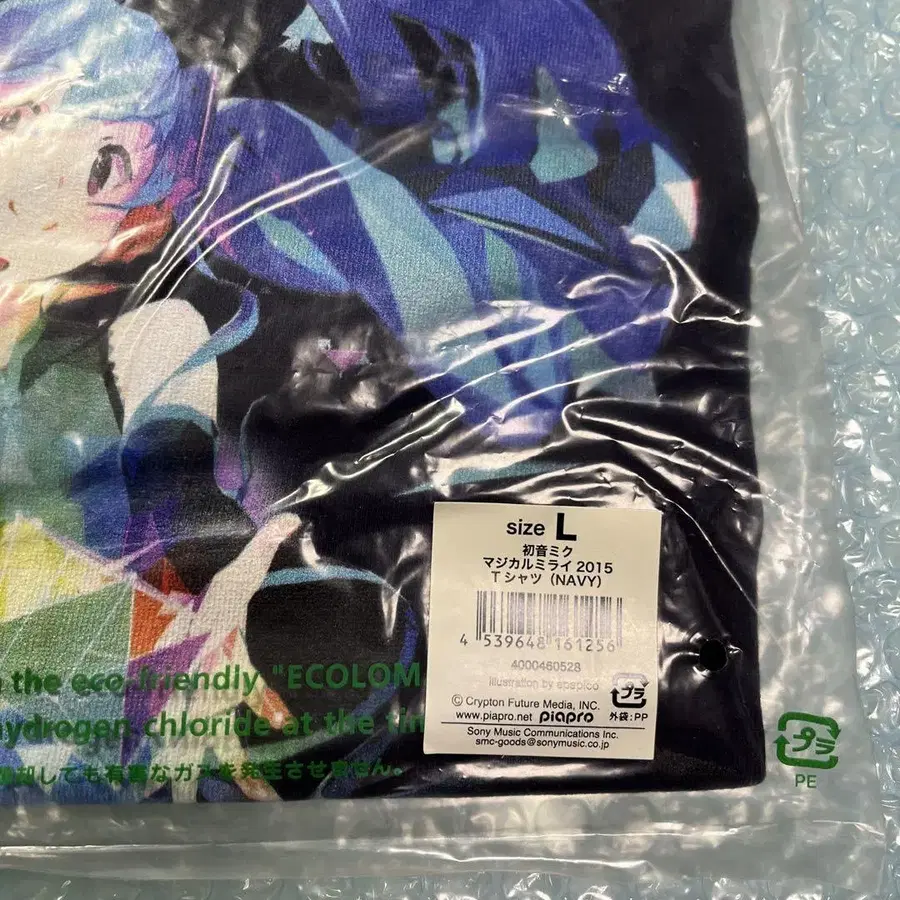 size L
初音ミク
マジカルミライ 2015
Tシャツ（NAVY）
4 539648 161256
4000460528
illustration by apapico
プラ
外袋:PP
© Crypton Future Media, INC.
www.piapro.net piapro
Sony Music Communications Inc.
smc-goods@sonymusic.co.jp
the eco-friendly "ECOLOM
hydrogen chloride at the
しても有害なガスを発生させません。
プラ
PE